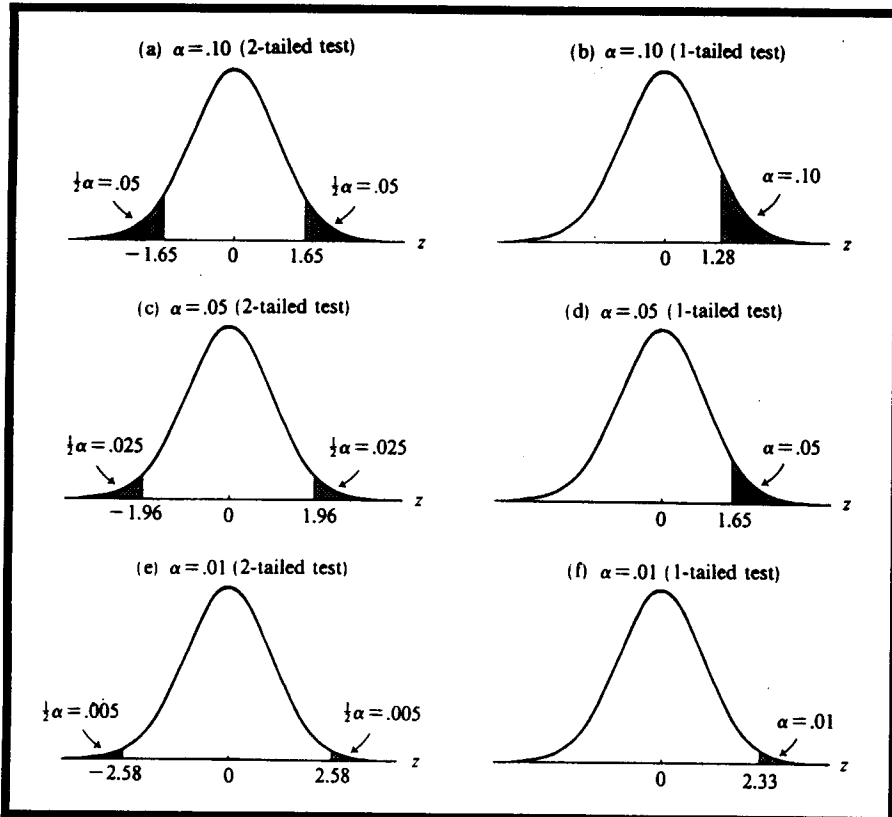 (a) α=.10 (2-tailed test)
½α=.05
½α=.05
−1.65 0 1.65 z
(b) α=.10 (1-tailed test)
α=.10
0 1.28 z
(c) α=.05 (2-tailed test)
½α=.025
½α=.025
−1.96 0 1.96 z
(d) α=.05 (1-tailed test)
α=.05
0 1.65 z
(e) α=.01 (2-tailed test)
½α=.005
½α=.005
−2.58 0 2.58 z
(f) α=.01 (1-tailed test)
α=.01
0 2.33 z